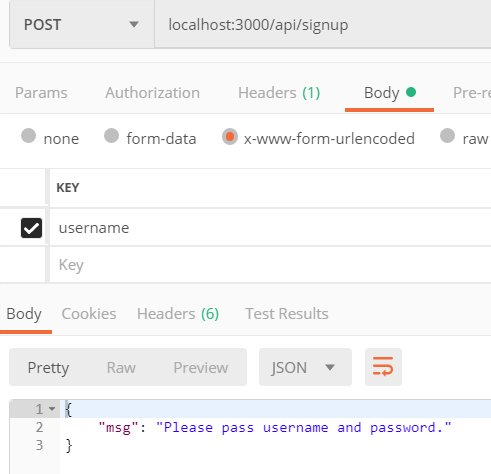 POST localhost:3000/api/signup
Params Authorization Headers (1) Body Pre-re
none form-data x-www-form-urlencoded raw
KEY
username
Key
Body Cookies Headers (6) Test Results
Pretty Raw Preview JSON
1 {
2 "msg": "Please pass username and password."
3 }